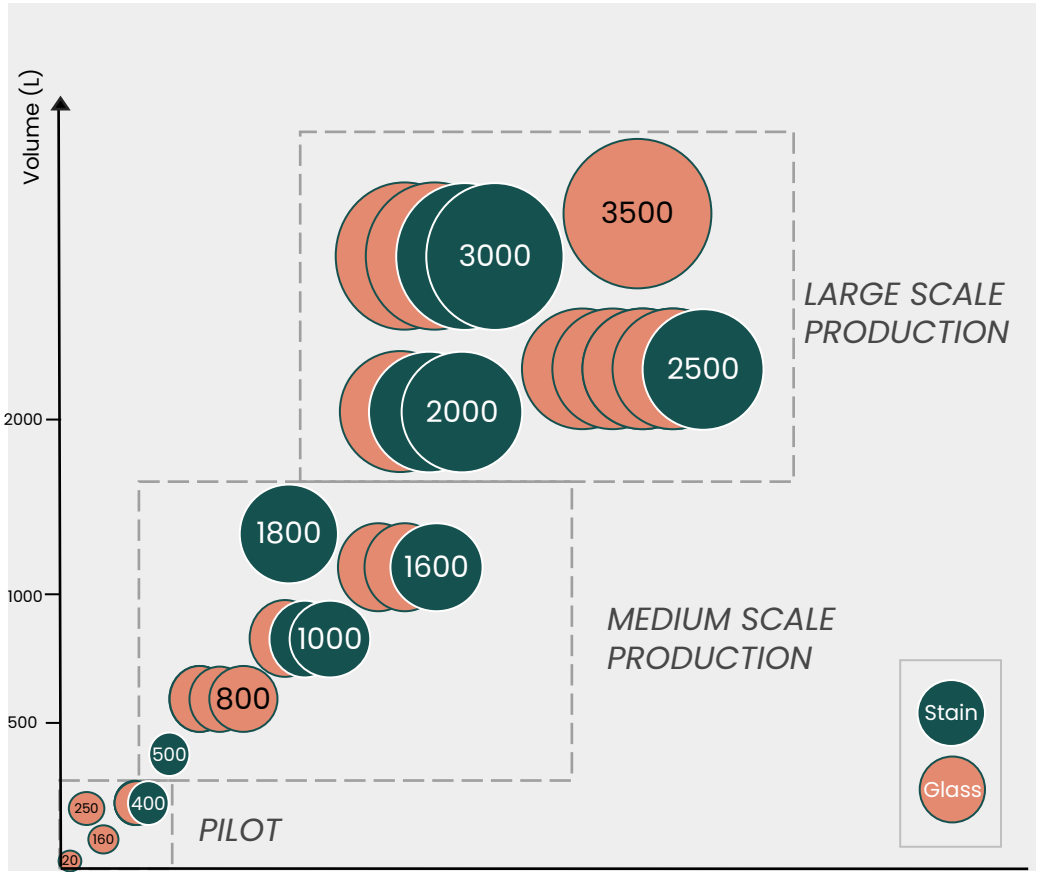 Volume (L)
3500
3000
LARGE SCALE
PRODUCTION
2500
2000
2000
1800
1600
1000
MEDIUM SCALE
PRODUCTION
1000
800
500
Stain
500
Glass
400
250
PILOT
160
20